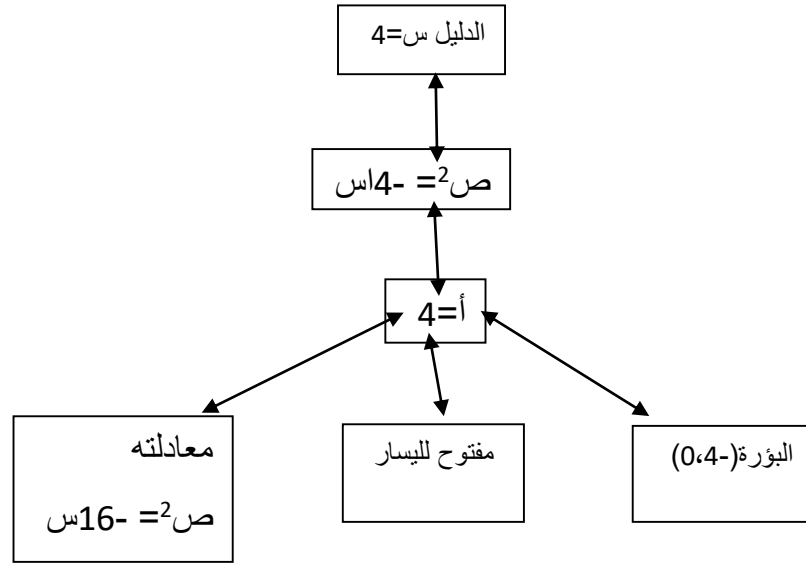 الدليل س=4
ص²= -4اس
أ=4
معادلته
ص²= -16س
مفتوح لليسار
البؤرة(-4،0)